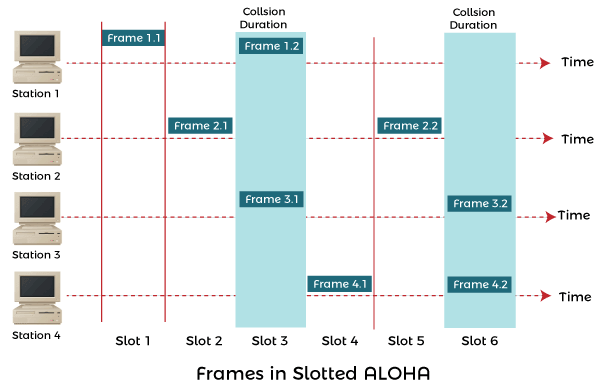 Collsion
Duration
Collsion
Duration
Frame 1.1
Frame 1.2
Time
Station 1
Frame 2.1
Frame 2.2
Time
Station 2
Frame 3.1
Frame 3.2
Time
Station 3
Frame 4.1
Frame 4.2
Time
Station 4
Slot 1
Slot 2
Slot 3
Slot 4
Slot 5
Slot 6
Frames in Slotted ALOHA